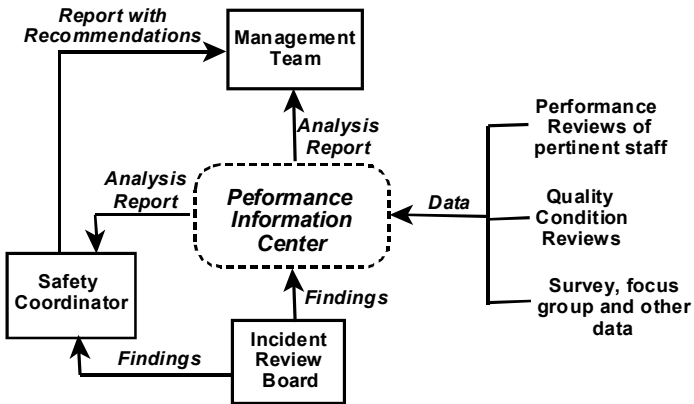 Report with
Recommendations
Management
Team
Analysis
Report
Performance
Reviews of
pertinent staff
Analysis
Report
Peformance
Information
Center
Data
Quality
Condition
Reviews
Safety
Coordinator
Findings
Survey, focus
group and other
data
Findings
Incident
Review
Board